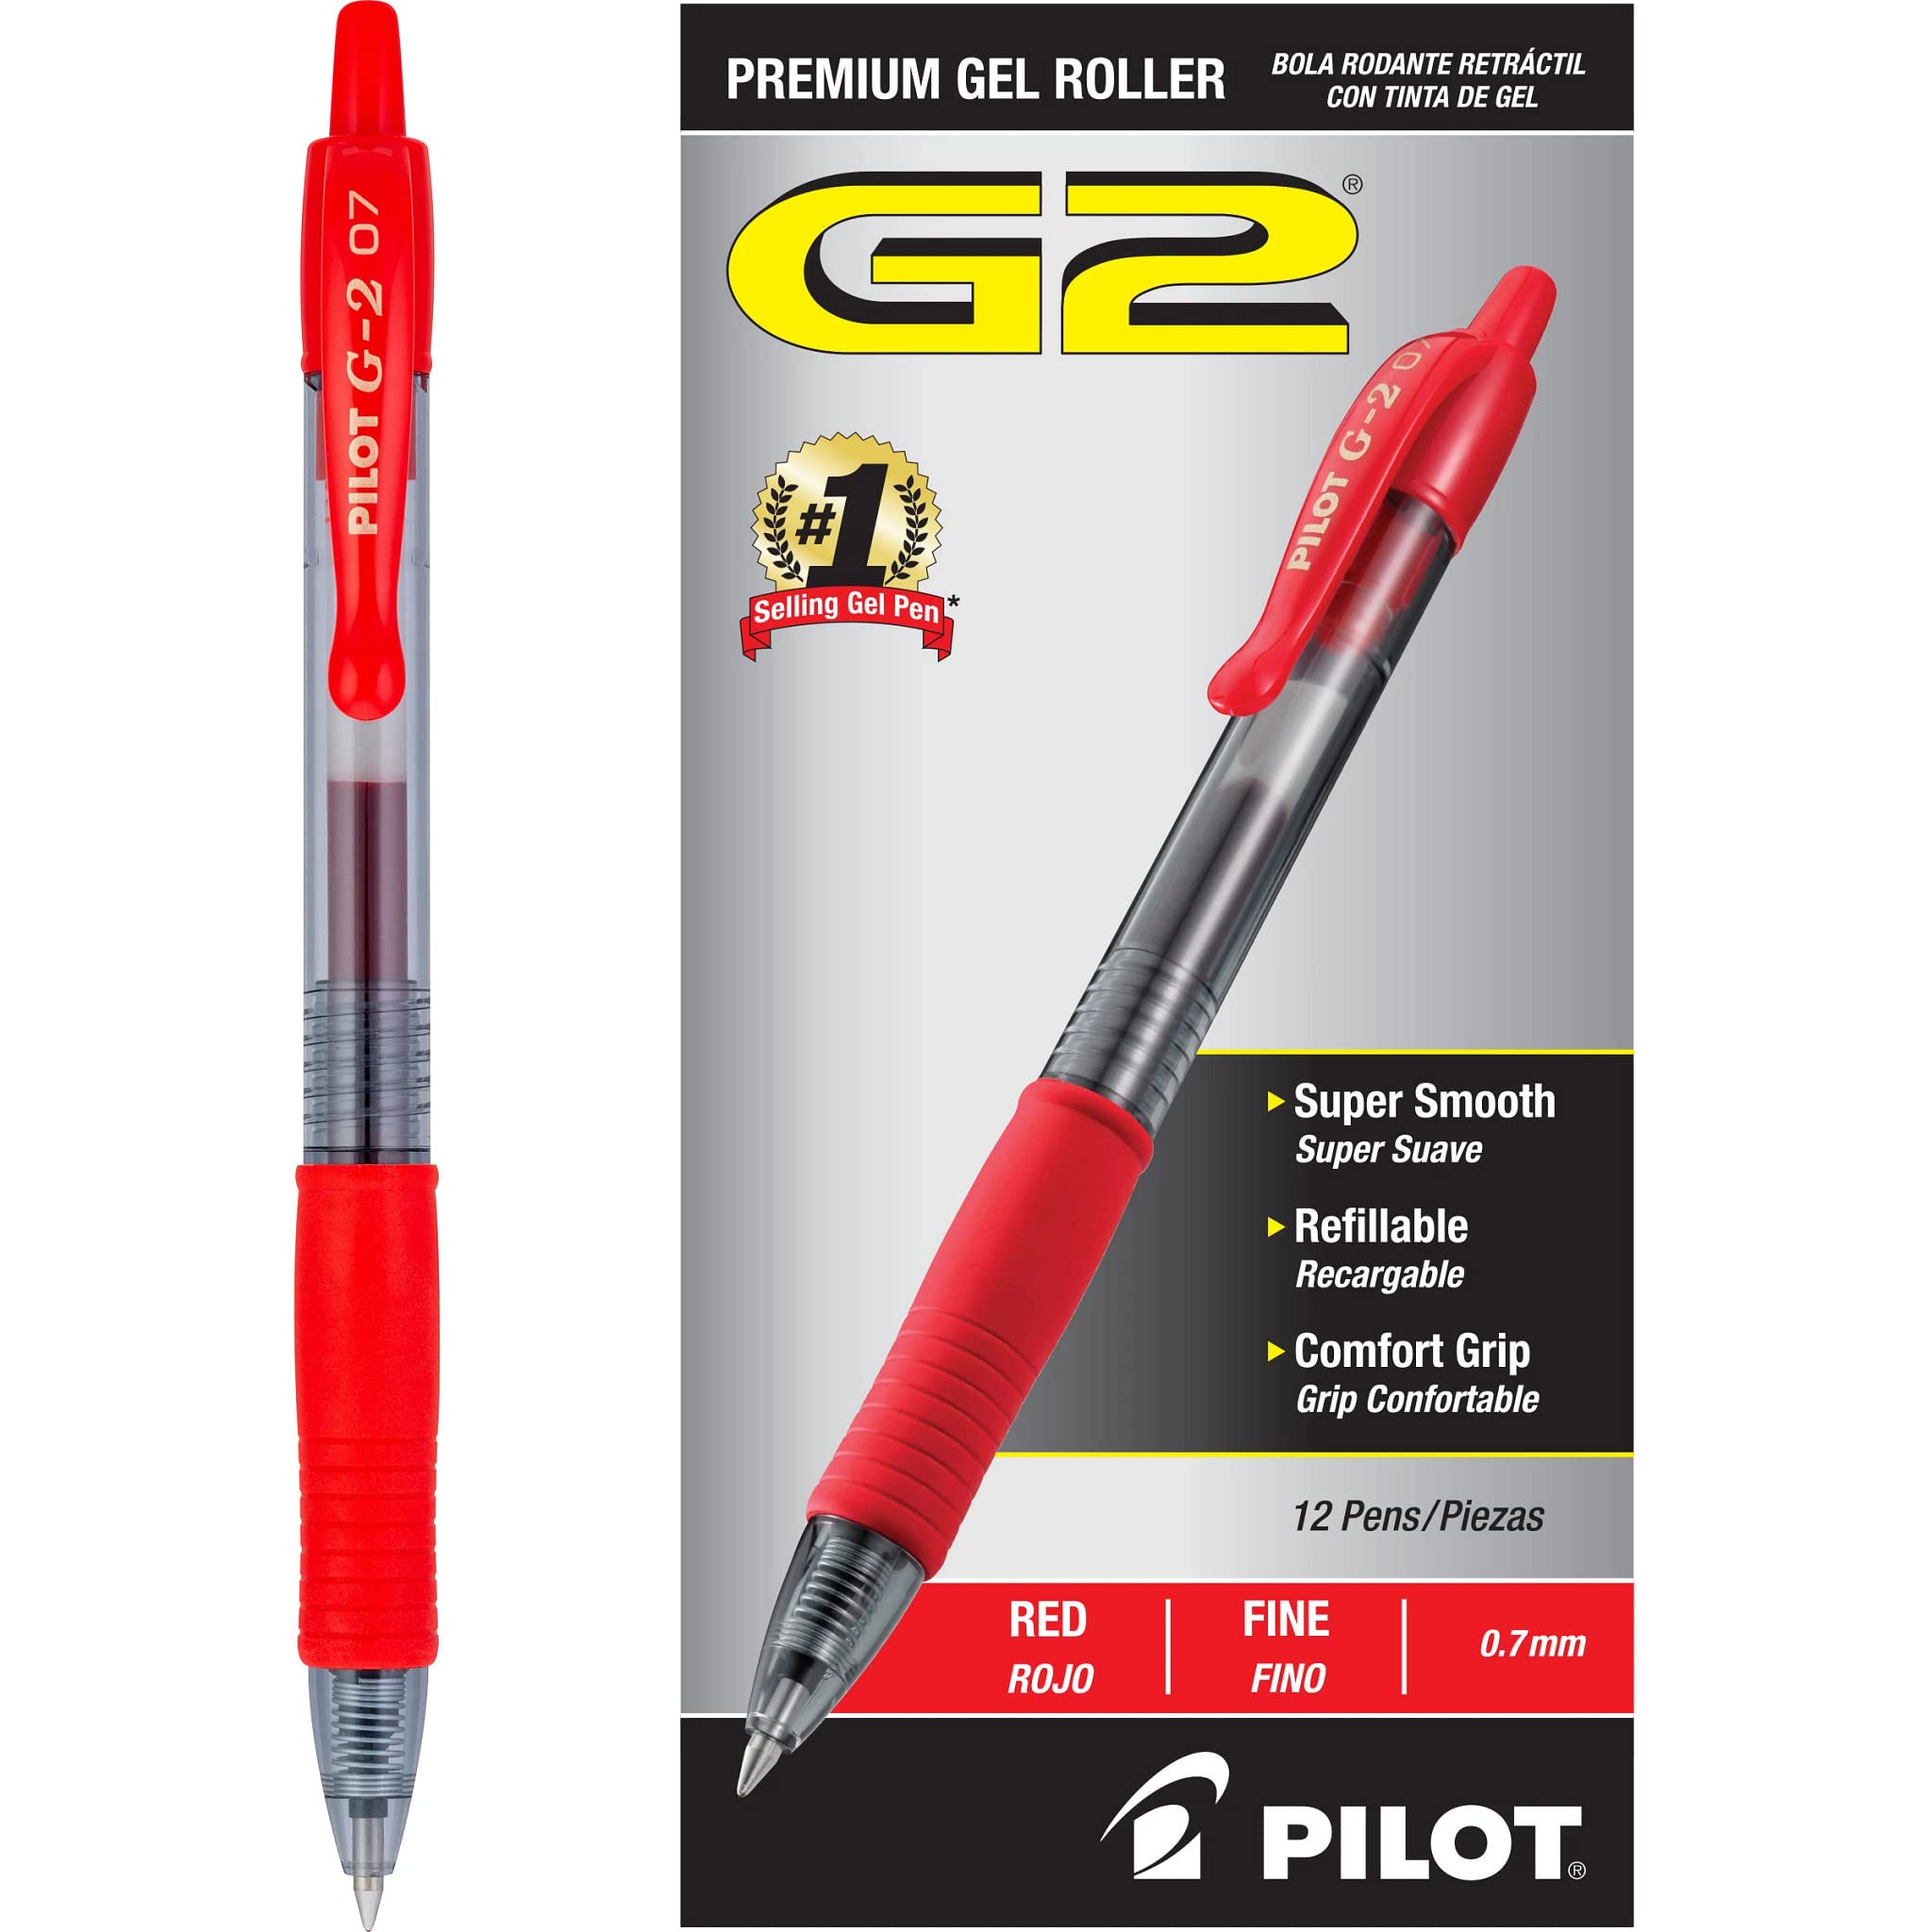 PILOT G-2 07
PREMIUM GEL ROLLER
BOLA RODANTE RETRÁCTIL
CON TINTA DE GEL
G2®
#1
Selling Gel Pen*
PILOT G-2 07
Super Smooth
Super Suave
Refillable
Recargable
Comfort Grip
Grip Confortable
12 Pens/Piezas
RED
ROJO
FINE
FINO
0.7mm
PILOT®